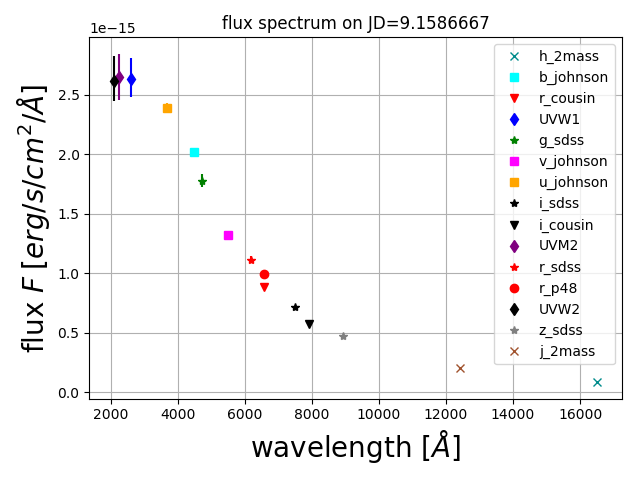 flux spectrum on JD=9.1586667
1e−15
flux F [erg/s/cm²/Å]
2.5
2.0
1.5
1.0
0.5
0.0
2000 4000 6000 8000 10000 12000 14000 16000
wavelength [Å]
h_2mass
b_johnson
r_cousin
UVW1
g_sdss
v_johnson
u_johnson
i_sdss
i_cousin
UVM2
r_sdss
r_p48
UVW2
z_sdss
j_2mass